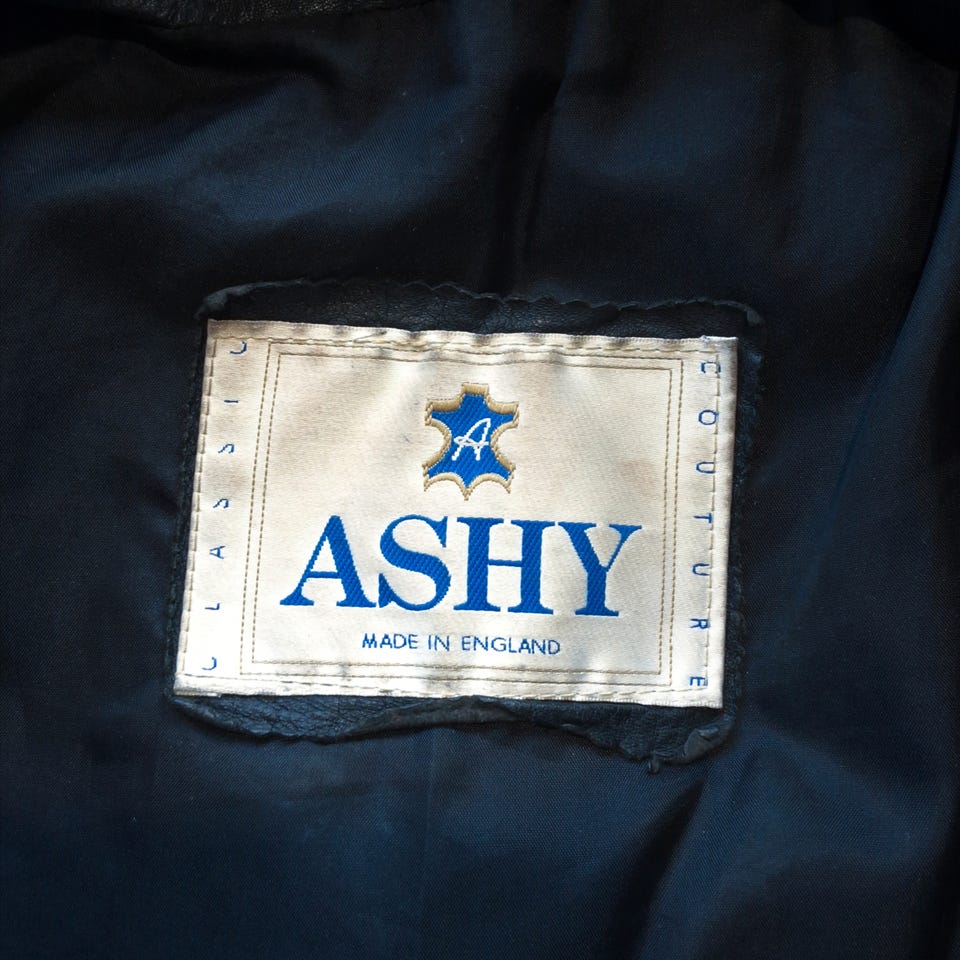 A
ASHY
MADE IN ENGLAND
CLASSIC
COUTURE